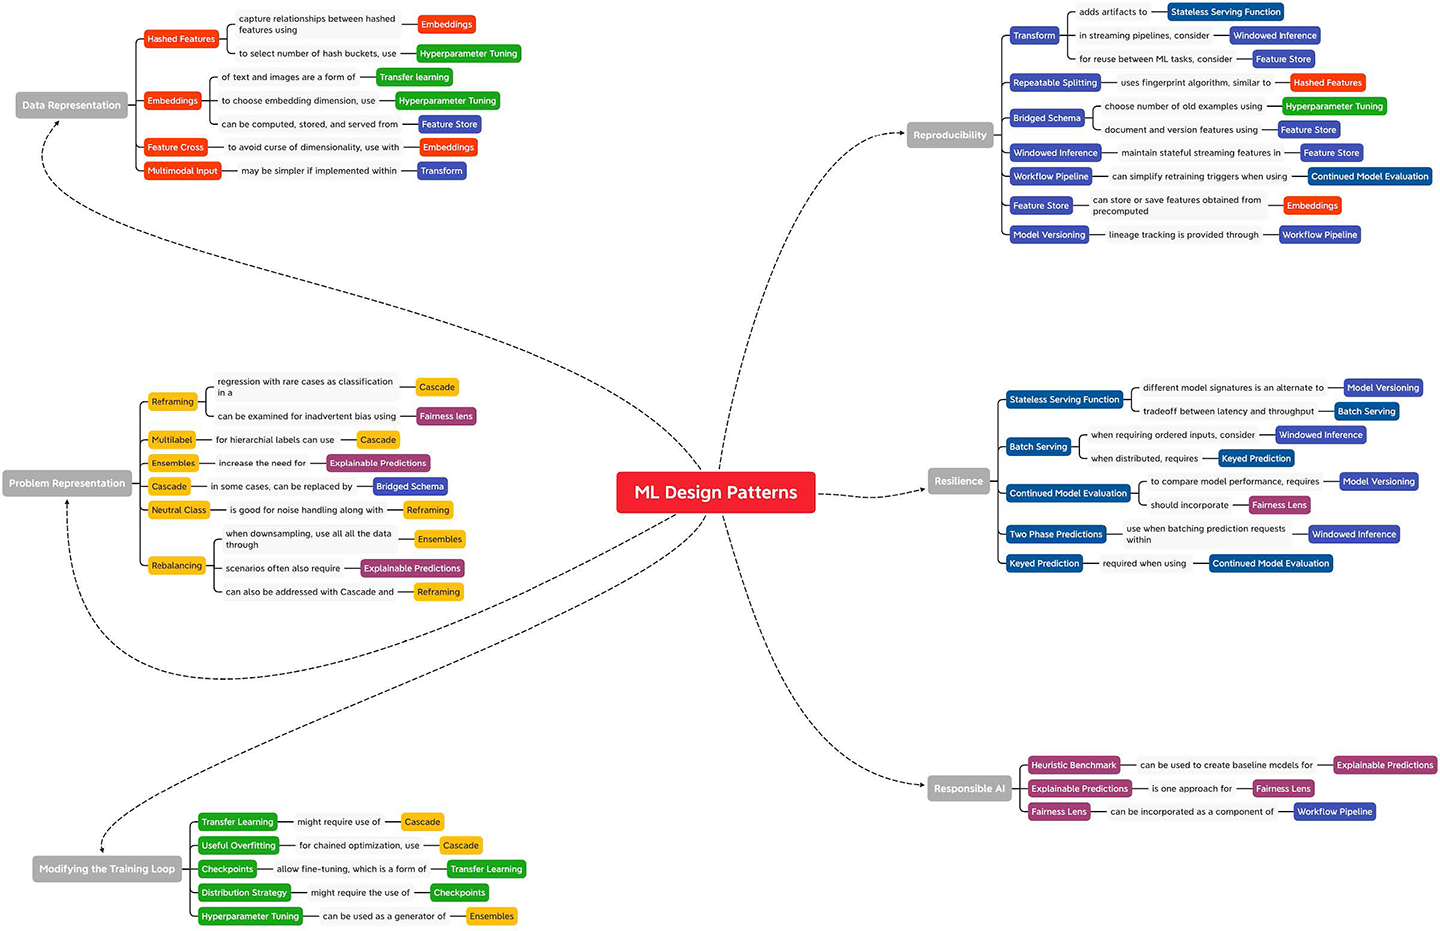 ML Design Patterns
Data Representation
Hashed Features
capture relationships between hashed
features using
Embeddings
to select number of hash buckets, use
Hyperparameter Tuning
Embeddings
of text and images are a form of
Transfer learning
to choose embedding dimension, use
Hyperparameter Tuning
can be computed, stored, and served from
Feature Store
Feature Cross
to avoid curse of dimensionality, use with
Embeddings
Multimodal Input
may be simpler if implemented within
Transform
Problem Representation
Reframing
regression with rare cases as classification
in a
Cascade
can be examined for inadvertent bias using
Fairness lens
Multilabel
for hierarchial labels can use
Cascade
Ensembles
increase the need for
Explainable Predictions
Cascade
in some cases, can be replaced by
Bridged Schema
Neutral Class
is good for noise handling along with
Reframing
Rebalancing
when downsampling, use all all the data
through
Ensembles
scenarios often also require
Explainable Predictions
can also be addressed with Cascade and
Reframing
Modifying the Training Loop
Transfer Learning
might require use of
Cascade
Useful Overfitting
for chained optimization, use
Cascade
Checkpoints
allow fine-tuning, which is a form of
Transfer Learning
Distribution Strategy
might require the use of
Checkpoints
Hyperparameter Tuning
can be used as a generator of
Ensembles
Reproducibility
Transform
adds artifacts to
Stateless Serving Function
in streaming pipelines, consider
Windowed Inference
for reuse between ML tasks, consider
Feature Store
Repeatable Splitting
uses fingerprint algorithm, similar to
Hashed Features
Bridged Schema
choose number of old examples using
Hyperparameter Tuning
document and version features using
Feature Store
Windowed Inference
maintain stateful streaming features in
Feature Store
Workflow Pipeline
can simplify retraining triggers when using
Continued Model Evaluation
Feature Store
can store or save features obtained from
precomputed
Embeddings
Model Versioning
lineage tracking is provided through
Workflow Pipeline
Resilience
Stateless Serving Function
different model signatures is an alternate to
Model Versioning
tradeoff between latency and throughput
Batch Serving
Batch Serving
when requiring ordered inputs, consider
Windowed Inference
when distributed, requires
Keyed Prediction
Continued Model Evaluation
to compare model performance, requires
Model Versioning
should incorporate
Fairness Lens
Two Phase Predictions
use when batching prediction requests
within
Windowed Inference
Keyed Prediction
required when using
Continued Model Evaluation
Responsible AI
Heuristic Benchmark
can be used to create baseline models for
Explainable Predictions
Explainable Predictions
is one approach for
Fairness Lens
Fairness Lens
can be incorporated as a component of
Workflow Pipeline